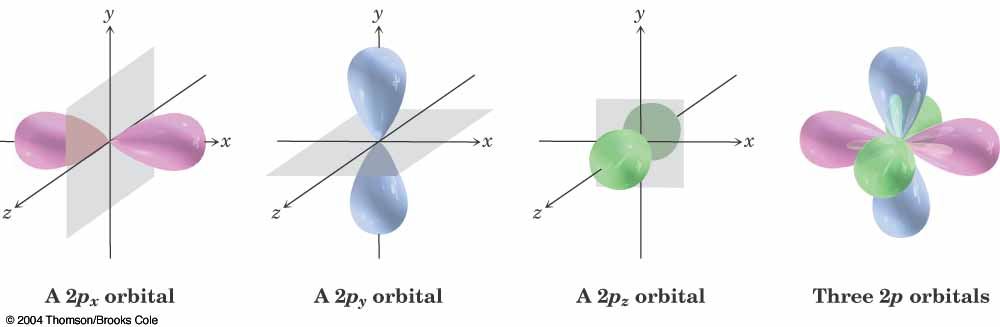 y
x
z
y
x
z
y
x
z
A 2px orbital
A 2py orbital
A 2pz orbital
Three 2p orbitals
© 2004 Thomson/Brooks Cole